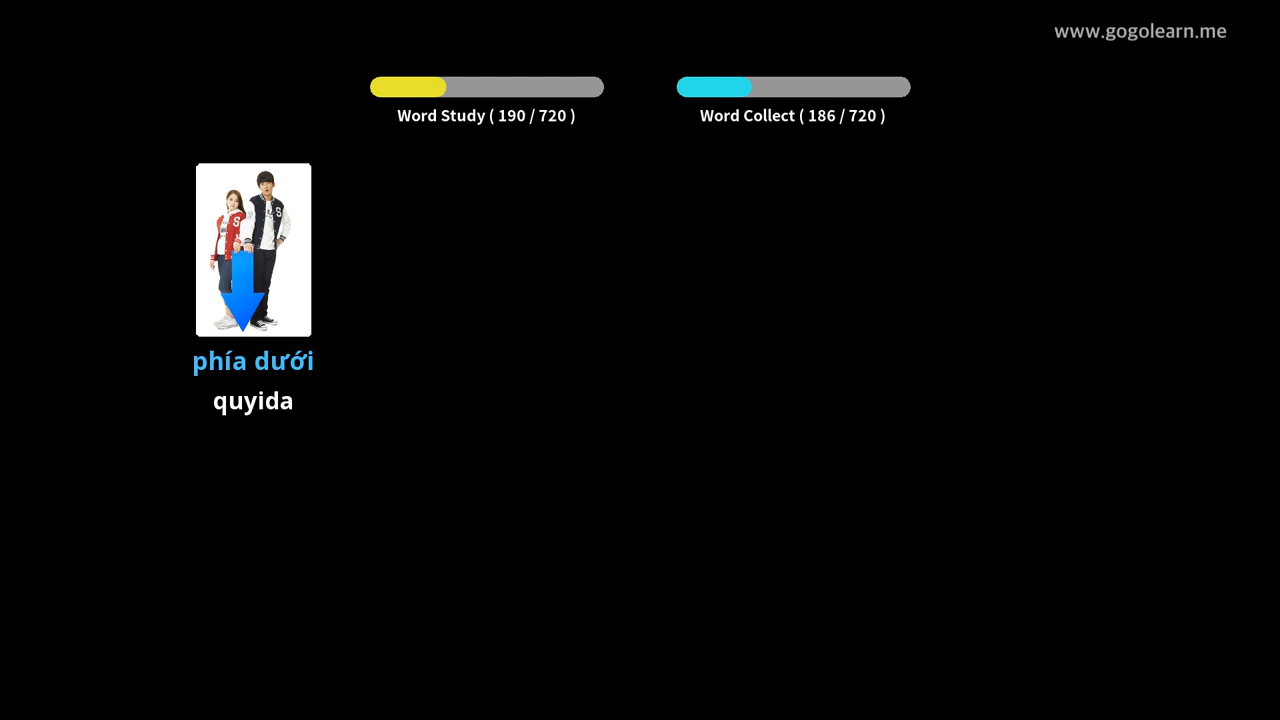 www.gogolearn.me
Word Study ( 190 / 720 )
Word Collect ( 186 / 720 )
S
S
phía dưới
quyida